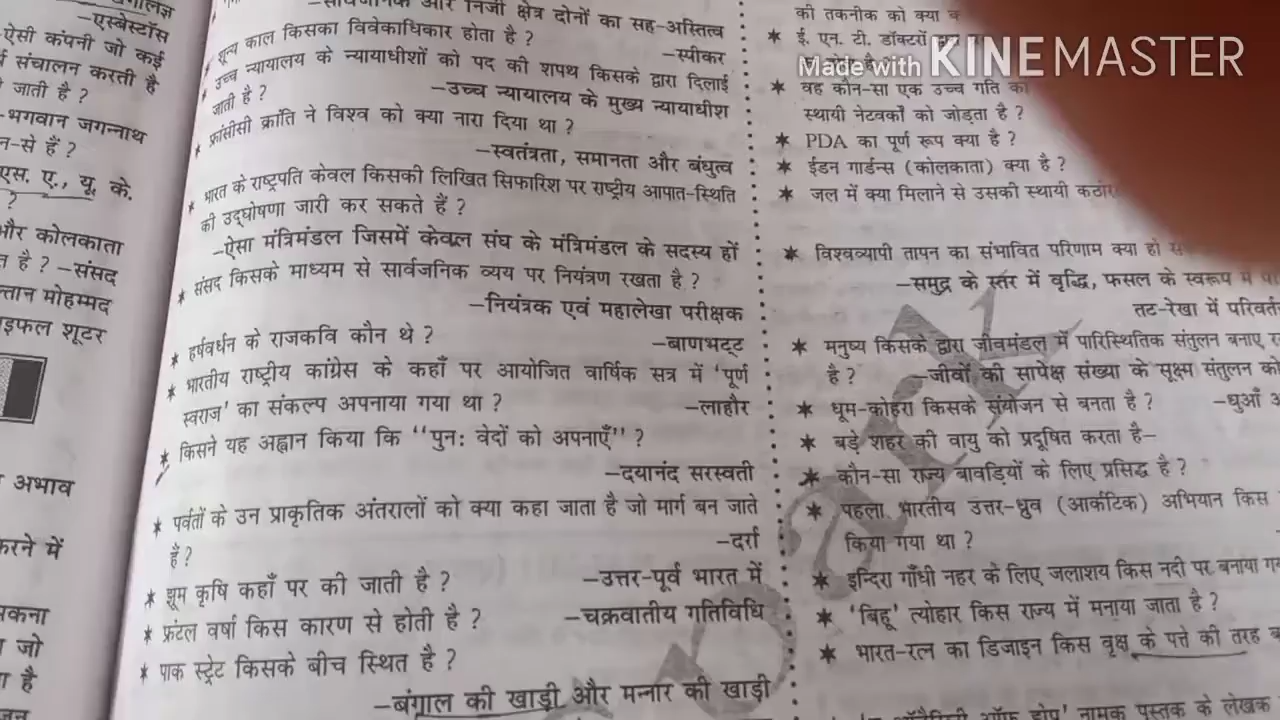 -एस्बेस्टॉस
ऐसी कंपनी जो कई
संचालन करती है
जाती है ?
-भगवान जगन्नाथ
न-से हैं ?
एस. ए., यू. के.
?
और कोलकाता
त है ? -संसद
न्तान मोहम्मद
इफल शूटर
अभाव
करने में
सकना
जो
ा है
-सार्वजनिक और निजी क्षेत्र दोनों का सह-अस्तित्व
* शून्य काल किसका विवेकाधिकार होता है ?
-स्पीकर
* उच्च न्यायालय के न्यायाधीशों को पद की शपथ किसके द्वारा दिलाई
जाती है ?
-उच्च न्यायालय के मुख्य न्यायाधीश
* फ्रांसीसी क्रांति ने विश्व को क्या नारा दिया था ?
-स्वतंत्रता, समानता और बंधुत्व
* भारत के राष्ट्रपति केवल किसकी लिखित सिफारिश पर राष्ट्रीय आपात-स्थिति
की उद्घोषणा जारी कर सकते हैं ?
-ऐसा मंत्रिमंडल जिसमें केवल संघ के मंत्रिमंडल के सदस्य हों
* संसद किसके माध्यम से सार्वजनिक व्यय पर नियंत्रण रखता है ?
-नियंत्रक एवं महालेखा परीक्षक
* हर्षवर्धन के राजकवि कौन थे ? -बाणभट्ट
* भारतीय राष्ट्रीय कांग्रेस के कहाँ पर आयोजित वार्षिक सत्र में 'पूर्ण
स्वराज' का संकल्प अपनाया गया था ? -लाहौर
* किसने यह अह्वान किया कि "पुन: वेदों को अपनाएँ" ?
-दयानंद सरस्वती
* पर्वतों के उन प्राकृतिक अंतरालों को क्या कहा जाता है जो मार्ग बन जाते
हैं? -दर्रा
* झूम कृषि कहाँ पर की जाती है ? -उत्तर-पूर्व भारत में
* फ्रंटल वर्षा किस कारण से होती है ? -चक्रवातीय गतिविधि
* पाक स्ट्रेट किसके बीच स्थित है ?
-बंगाल की खाड़ी और मन्नार की खाड़ी
की तकनीक को क्या क
* ई. एन. टी. डॉक्टरों
Made with KINEMASTER
* वह कौन-सा एक उच्च गति का
स्थायी नेटवर्कों को जोड़ता है ?
* PDA का पूर्ण रूप क्या है ?
* ईडन गार्डन्स (कोलकाता) क्या है ?
* जल में क्या मिलाने से उसकी स्थायी कठोर
* विश्वव्यापी तापन का संभावित परिणाम क्या हो स
-समुद्र के स्तर में वृद्धि, फसल के स्वरूप में
तट-रेखा में परिवर्त
* मनुष्य किसके द्वारा जीवमंडल में पारिस्थितिक संतुलन बनाए र
है ? -जीवों की सापेक्ष संख्या के सूक्ष्म संतुलन को
* धूम-कोहरा किसके संयोजन से बनता है ? -धुआँ अ
* बड़े शहर की वायु को प्रदूषित करता है-
* कौन-सा राज्य बावड़ियों के लिए प्रसिद्ध है ?
* पहला भारतीय उत्तर-ध्रुव (आर्कटिक) अभियान किस
किया गया था ?
* इन्दिरा गाँधी नहर के लिए जलाशय किस नदी पर बनाया ग
* 'बिहू' त्योहार किस राज्य में मनाया जाता है ?
* भारत-रत्न का डिजाइन किस वृक्ष के पत्ते की तरह
नामक पुस्तक के लेखक